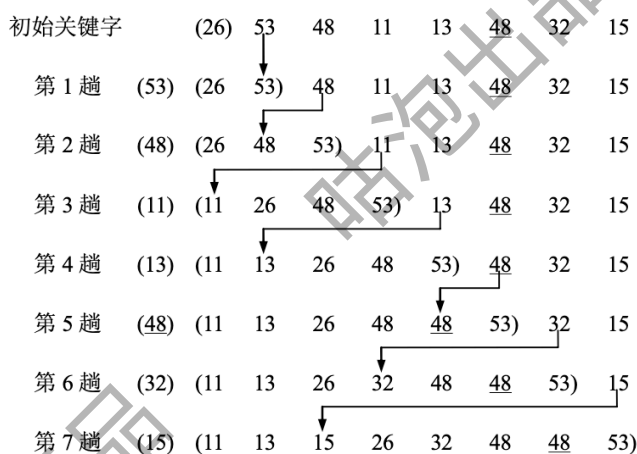 初始关键字 (26) 53 48 11 13 48 32 15
第 1 趟 (53) (26 53) 48 11 13 48 32 15
第 2 趟 (48) (26 48 53) 11 13 48 32 15
第 3 趟 (11) (11 26 48 53) 13 48 32 15
第 4 趟 (13) (11 13 26 48 53) 48 32 15
第 5 趟 (48) (11 13 26 48 48 53) 32 15
第 6 趟 (32) (11 13 26 32 48 48 53) 15
第 7 趟 (15) (11 13 15 26 32 48 48 53)
咕泡出品
品